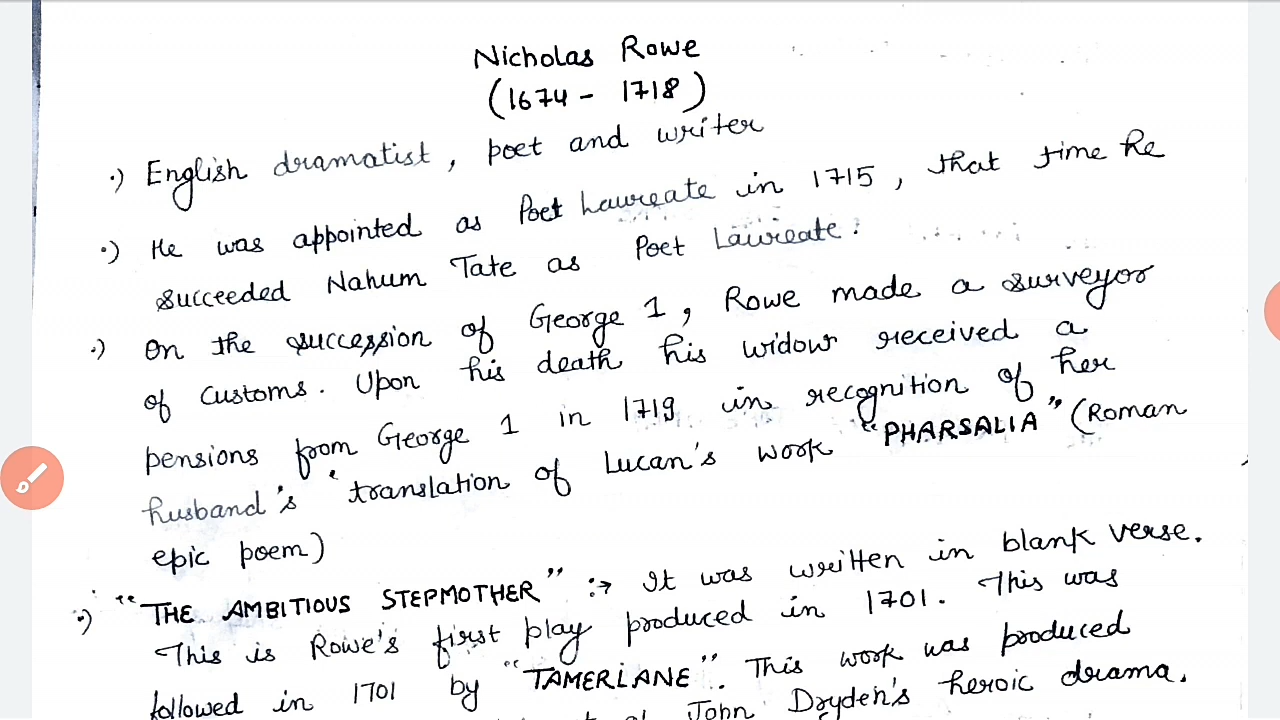 Nicholas Rowe
(1674 - 1718)
·) English dramatist, poet and writer
·) He was appointed as Poet Laureate in 1715, that time he
succeeded Nahum Tate as Poet Laureate.
·) On the succession of George 1, Rowe made a surveyor
of customs. Upon his death his widow received a
pensions from George 1 in 1719 in recognition of her
husband's translation of Lucan's work "PHARSALIA" (Roman
epic poem)
·) "THE AMBITIOUS STEPMOTHER" :→ It was written in blank verse.
This is Rowe's first play produced in 1701. This was
followed in 1701 by "TAMERLANE". This work was produced
John Dryden's heroic drama.